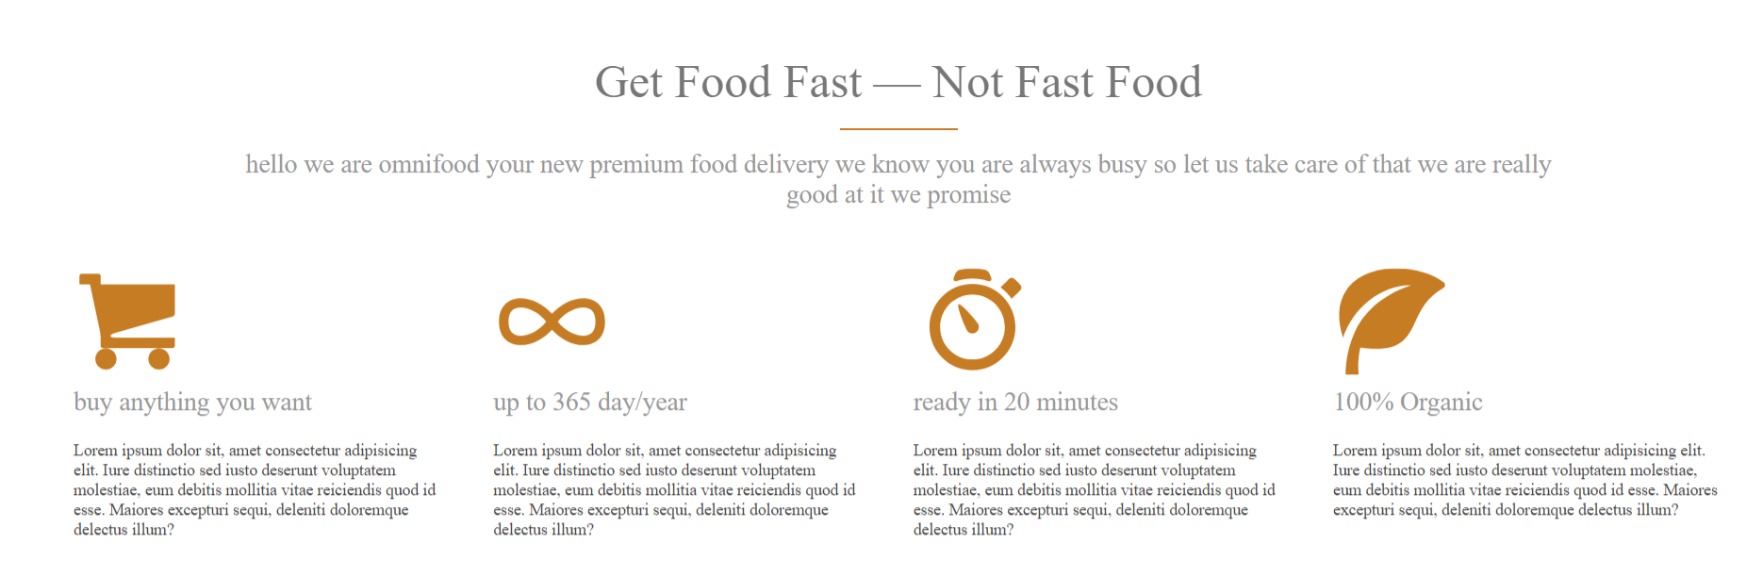 Get Food Fast — Not Fast Food
hello we are omnifood your new premium food delivery we know you are always busy so let us take care of that we are really
good at it we promise
buy anything you want
Lorem ipsum dolor sit, amet consectetur adipisicing
elit. Iure distinctio sed iusto deserunt voluptatem
molestiae, eum debitis mollitia vitae reiciendis quod id
esse. Maiores excepturi sequi, deleniti doloremque
delectus illum?
up to 365 day/year
Lorem ipsum dolor sit, amet consectetur adipisicing
elit. Iure distinctio sed iusto deserunt voluptatem
molestiae, eum debitis mollitia vitae reiciendis quod id
esse. Maiores excepturi sequi, deleniti doloremque
delectus illum?
ready in 20 minutes
Lorem ipsum dolor sit, amet consectetur adipisicing
elit. Iure distinctio sed iusto deserunt voluptatem
molestiae, eum debitis mollitia vitae reiciendis quod id
esse. Maiores excepturi sequi, deleniti doloremque
delectus illum?
100% Organic
Lorem ipsum dolor sit, amet consectetur adipisicing elit.
Iure distinctio sed iusto deserunt voluptatem molestiae,
eum debitis mollitia vitae reiciendis quod id esse. Maiores
excepturi sequi, deleniti doloremque delectus illum?